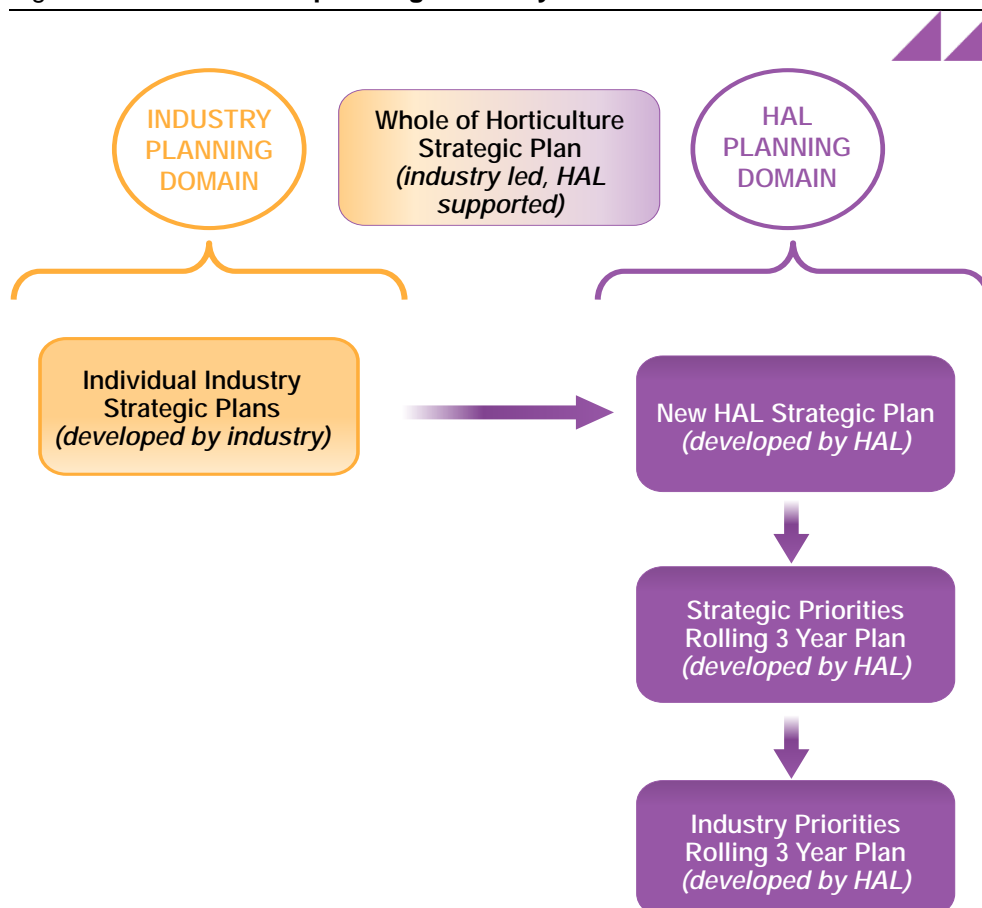 INDUSTRY
PLANNING
DOMAIN
Whole of Horticulture
Strategic Plan
(industry led, HAL
supported)
HAL
PLANNING
DOMAIN
Individual Industry
Strategic Plans
(developed by industry)
New HAL Strategic Plan
(developed by HAL)
Strategic Priorities
Rolling 3 Year Plan
(developed by HAL)
Industry Priorities
Rolling 3 Year Plan
(developed by HAL)